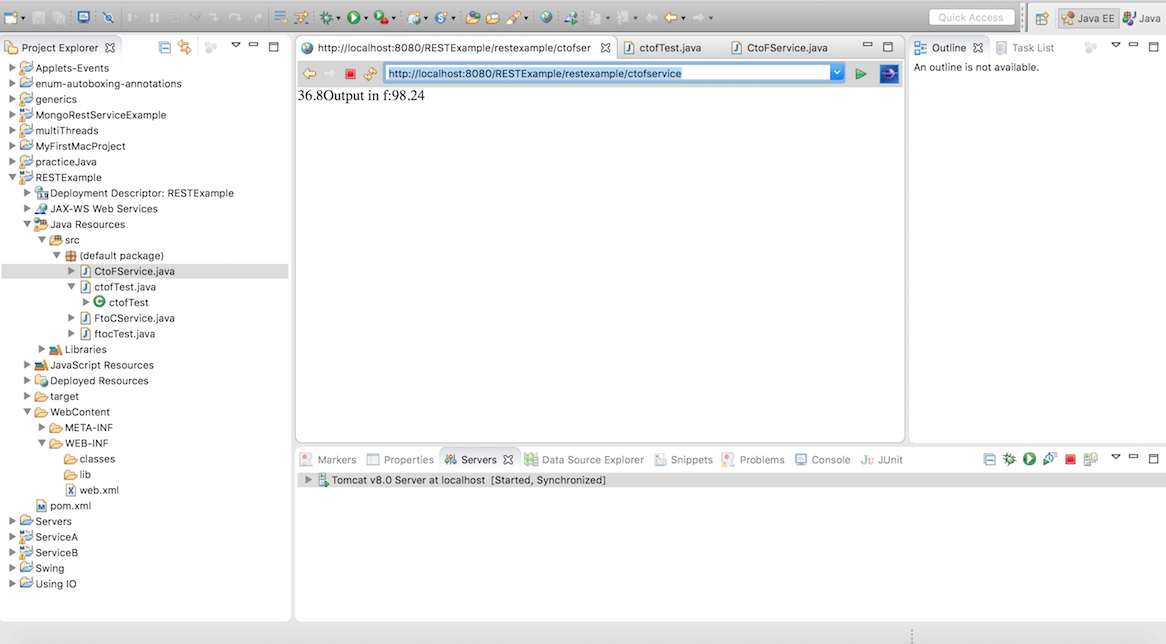 Quick Access
Java EE
Java
Project Explorer
Applets-Events
enum-autoboxing-annotations
generics
MongoRestServiceExample
multiThreads
MyFirstMacProject
practiceJava
RESTExample
Deployment Descriptor: RESTExample
JAX-WS Web Services
Java Resources
src
(default package)
CtoFService.java
ctofTest.java
ctofTest
FtoCService.java
ftocTest.java
Libraries
JavaScript Resources
Deployed Resources
target
WebContent
META-INF
WEB-INF
classes
lib
web.xml
pom.xml
Servers
ServiceA
ServiceB
Swing
Using IO
http://localhost:8080/RESTExample/restexample/ctofser
ctofTest.java
CtoFService.java
http://localhost:8080/RESTExample/restexample/ctofservice
36.8Output in f:98.24
Outline
Task List
An outline is not available.
Markers
Properties
Servers
Data Source Explorer
Snippets
Problems
Console
JUnit
Tomcat v8.0 Server at localhost [Started, Synchronized]